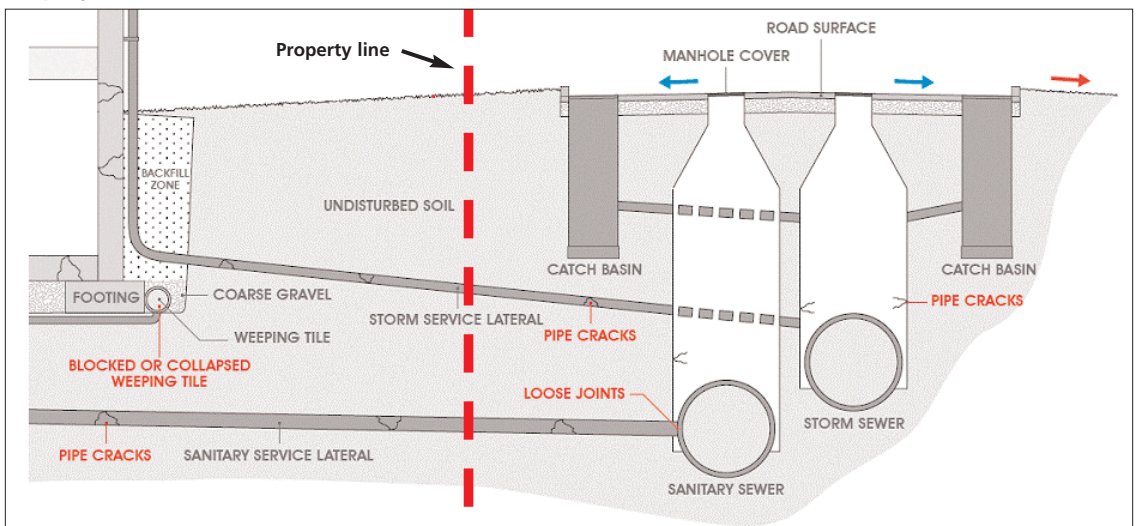 ROAD SURFACE
Property line
MANHOLE COVER
BACKFILL
ZONE
UNDISTURBED SOIL
CATCH BASIN
CATCH BASIN
FOOTING
COARSE GRAVEL
PIPE CRACKS
STORM SERVICE LATERAL
WEEPING TILE
PIPE CRACKS
BLOCKED OR COLLAPSED
WEEPING TILE
LOOSE JOINTS
STORM SEWER
PIPE CRACKS
SANITARY SERVICE LATERAL
SANITARY SEWER